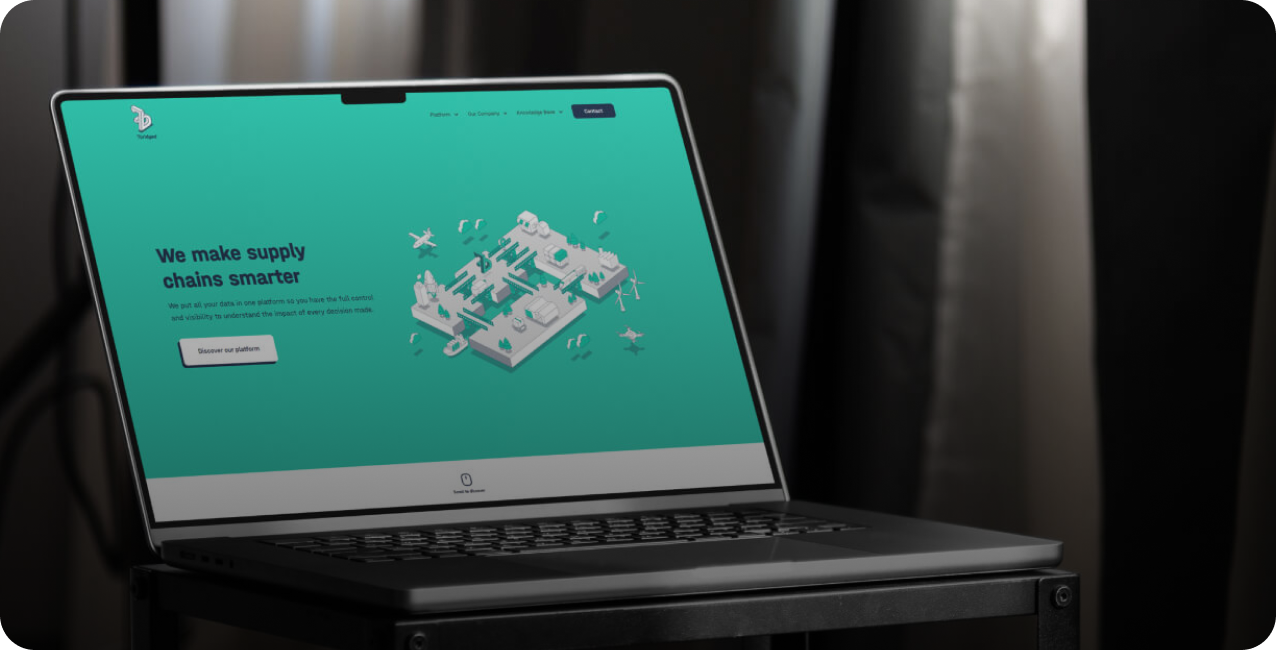 Platform
Our Company
Knowledge Base
Contact
We make supply
chains smarter
We put all your data in one platform so you have the full control
and visibility to understand the impact of every decision made.
Discover our platform
Scroll to discover